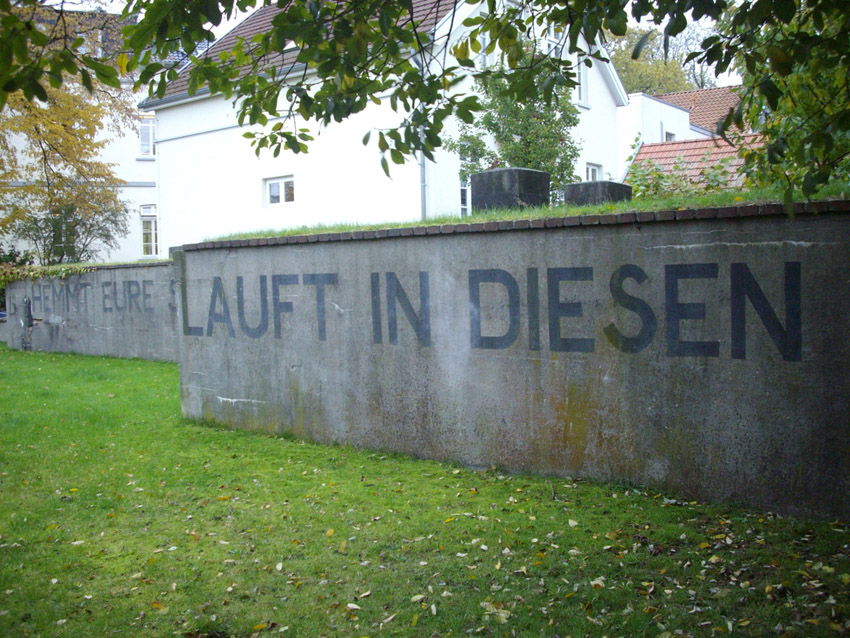 HEMMT EURE S
LAUFT IN DIESEN